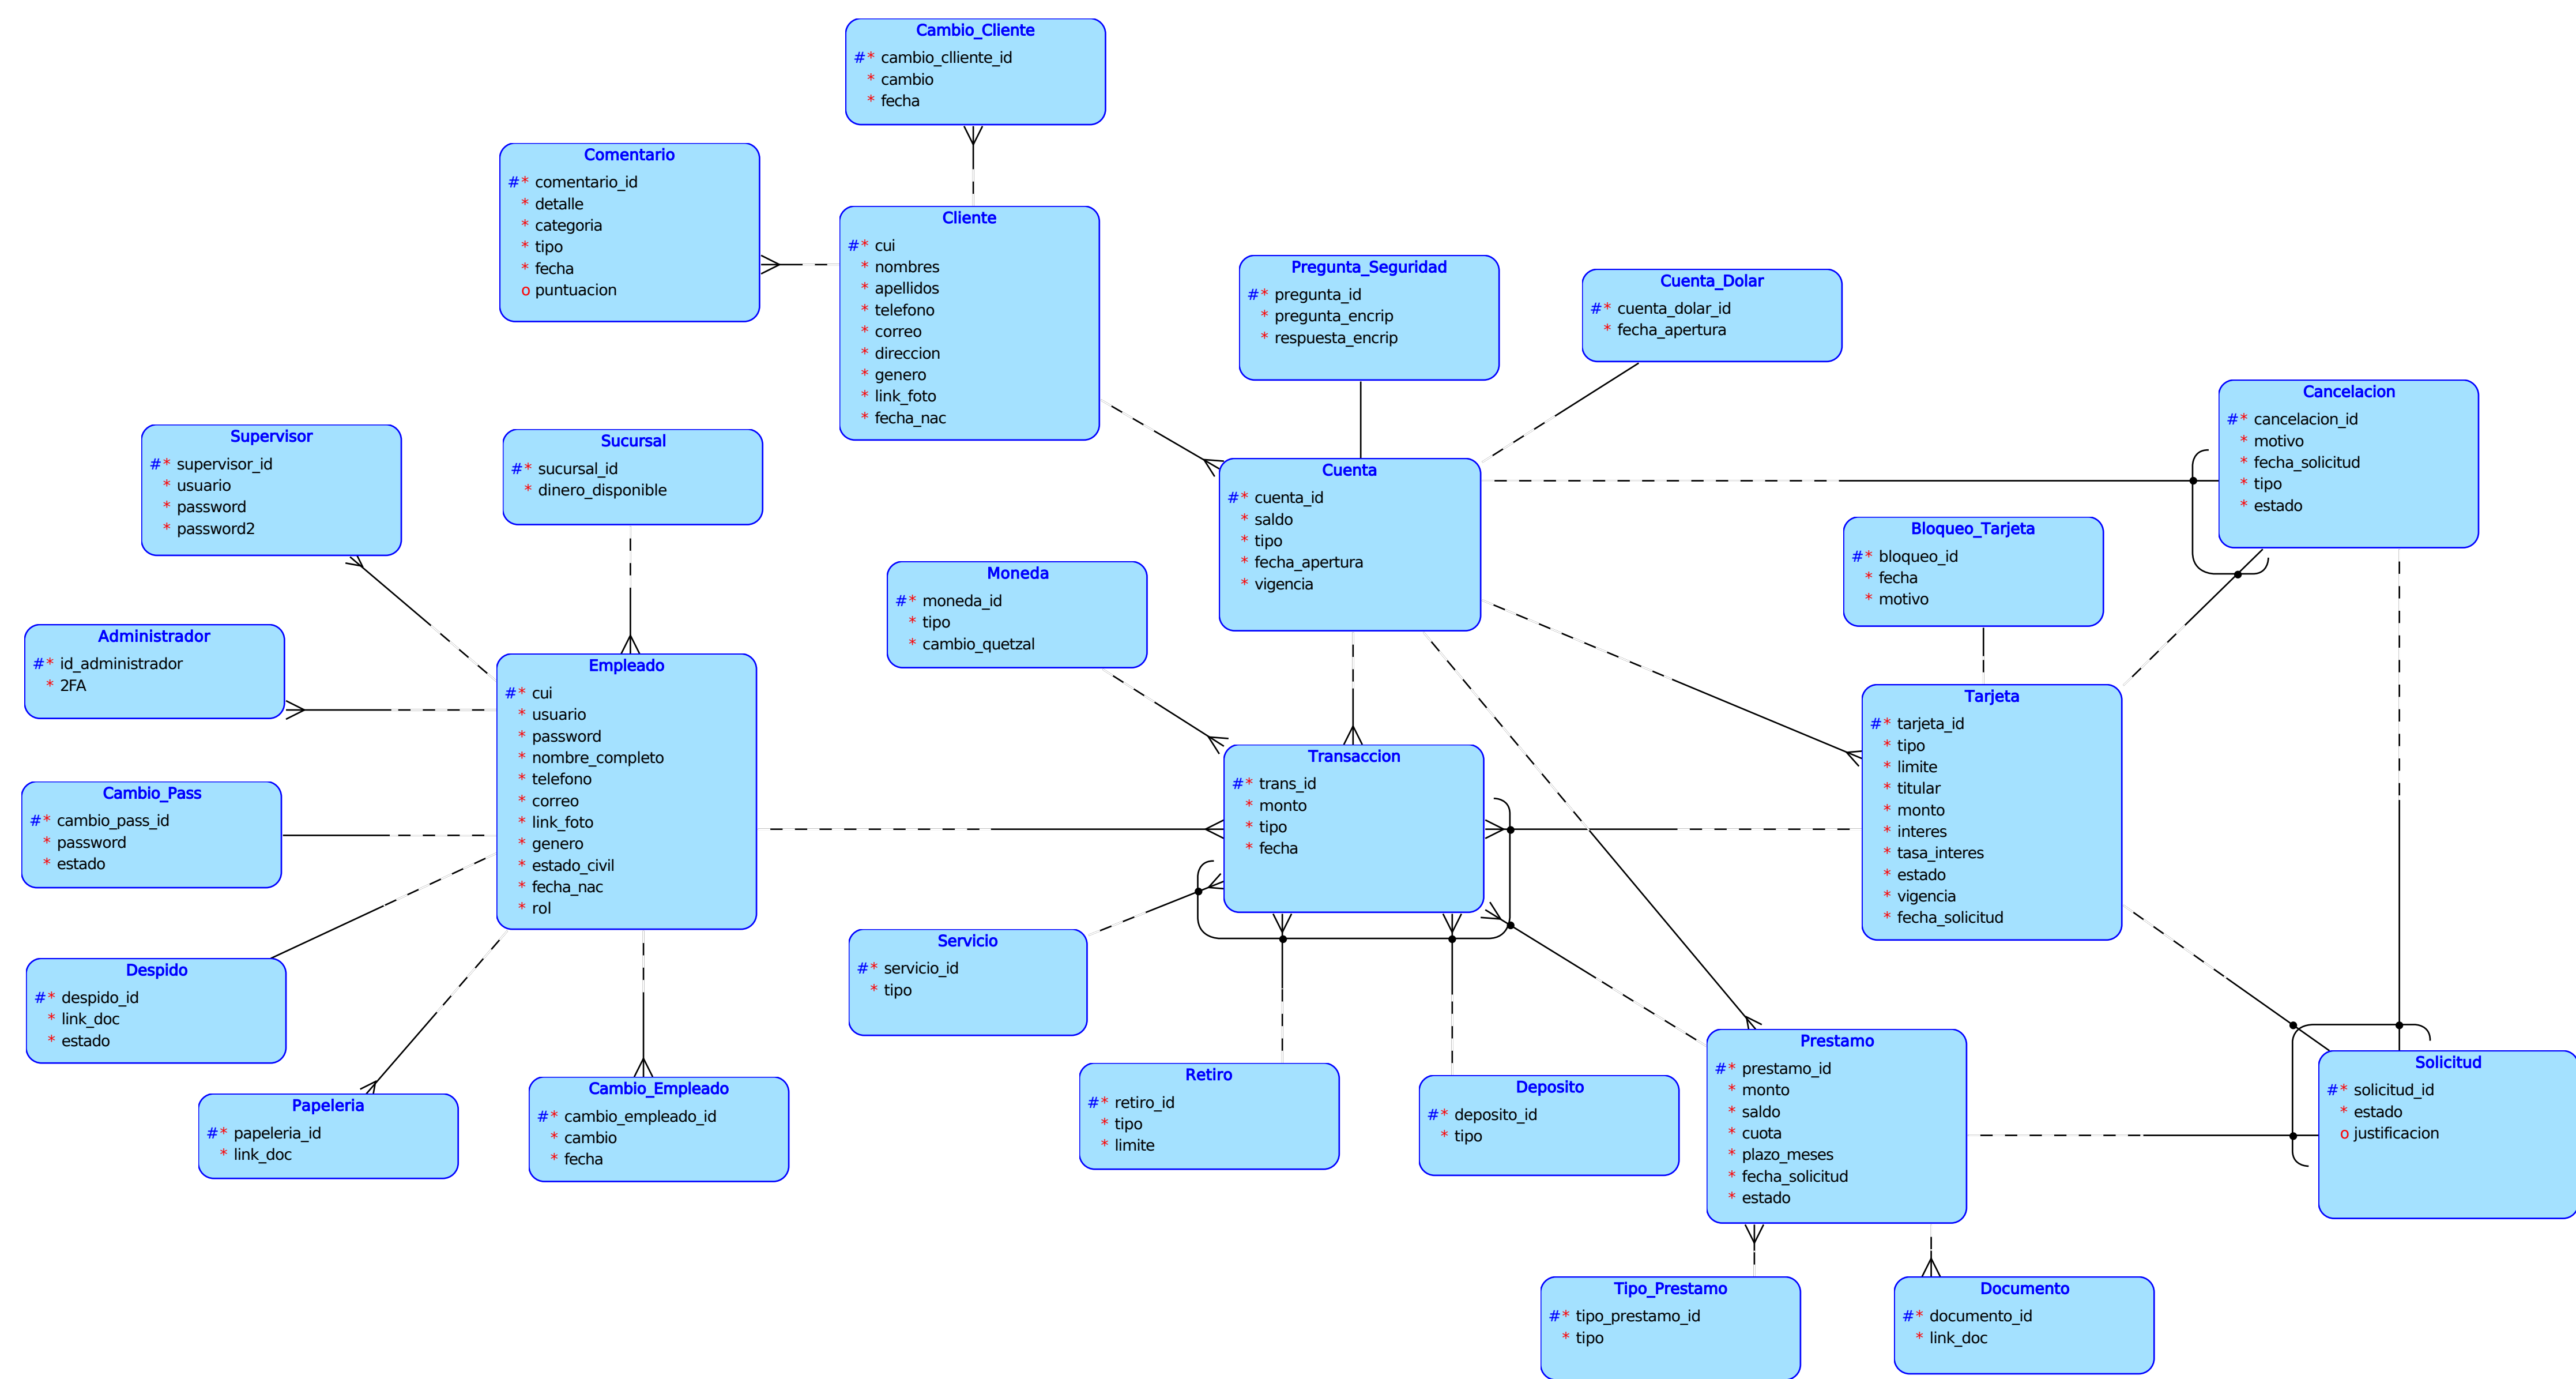 Cambio_Cliente
#* cambio_clliente_id
* cambio
* fecha
Comentario
#* comentario_id
* detalle
* categoria
* tipo
* fecha
o puntuacion
Cliente
#* cui
* nombres
* apellidos
* telefono
* correo
* direccion
* genero
* link_foto
* fecha_nac
Pregunta_Seguridad
#* pregunta_id
* pregunta_encrip
* respuesta_encrip
Cuenta_Dolar
#* cuenta_dolar_id
* fecha_apertura
Cancelacion
#* cancelacion_id
* motivo
* fecha_solicitud
* tipo
* estado
Supervisor
#* supervisor_id
* usuario
* password
* password2
Sucursal
#* sucursal_id
* dinero_disponible
Cuenta
#* cuenta_id
* saldo
* tipo
* fecha_apertura
* vigencia
Bloqueo_Tarjeta
#* bloqueo_id
* fecha
* motivo
Moneda
#* moneda_id
* tipo
* cambio_quetzal
Administrador
#* id_administrador
* 2FA
Empleado
#* cui
* usuario
* password
* nombre_completo
* telefono
* correo
* link_foto
* genero
* estado_civil
* fecha_nac
* rol
Tarjeta
#* tarjeta_id
* tipo
* limite
* titular
* monto
* interes
* tasa_interes
* estado
* vigencia
* fecha_solicitud
Transaccion
#* trans_id
* monto
* tipo
* fecha
Cambio_Pass
#* cambio_pass_id
* password
* estado
Servicio
#* servicio_id
* tipo
Despido
#* despido_id
* link_doc
* estado
Prestamo
#* prestamo_id
* monto
* saldo
* cuota
* plazo_meses
* fecha_solicitud
* estado
Solicitud
#* solicitud_id
* estado
o justificacion
Retiro
#* retiro_id
* tipo
* limite
Deposito
#* deposito_id
* tipo
Cambio_Empleado
#* cambio_empleado_id
* cambio
* fecha
Papeleria
#* papeleria_id
* link_doc
Tipo_Prestamo
#* tipo_prestamo_id
* tipo
Documento
#* documento_id
* link_doc